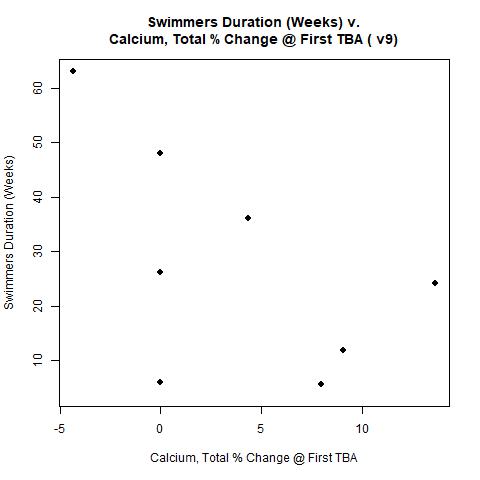 Swimmers Duration (Weeks) v.
Calcium, Total % Change @ First TBA ( v9)
Swimmers Duration (Weeks)
60
50
40
30
20
10
-5
0
5
10
Calcium, Total % Change @ First TBA